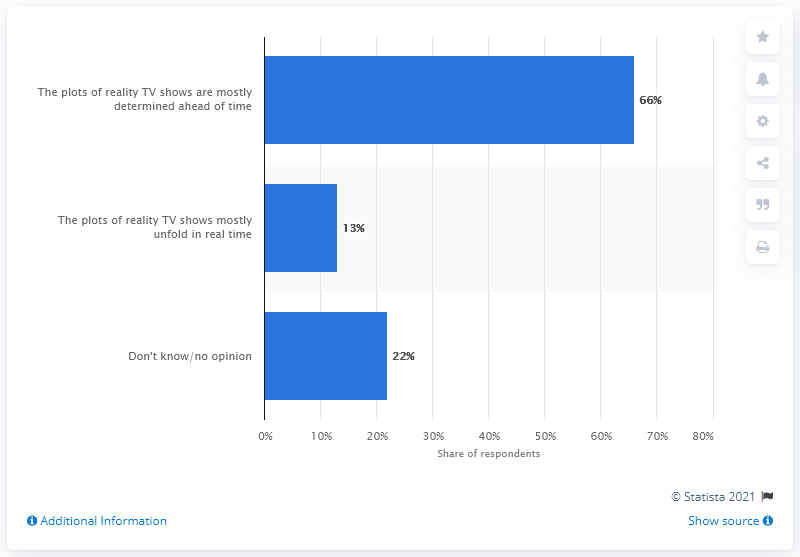 The plots of reality TV shows are mostly
determined ahead of time
66%
The plots of reality TV shows mostly
unfold in real time
13%
Don't know/no opinion
22%
0% 10% 20% 30% 40% 50% 60% 70% 80%
Share of respondents
© Statista 2021
Additional Information
Show source